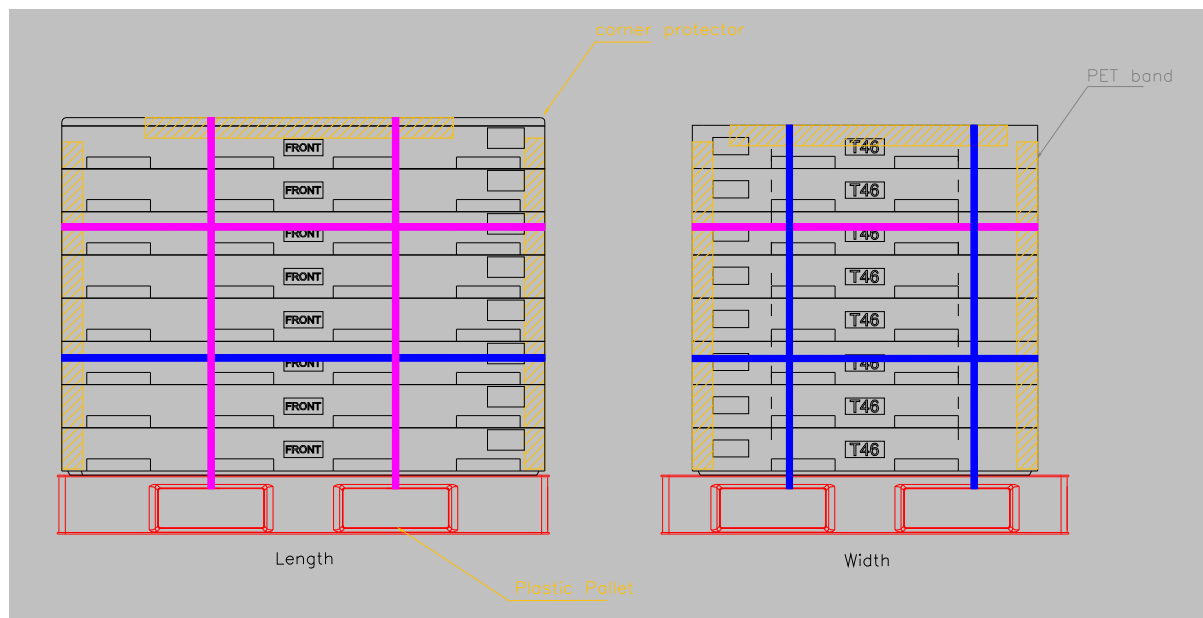 corner protector
PET band
FRONT
T46
FRONT
T46
FRONT
T46
FRONT
T46
FRONT
T46
FRONT
T46
FRONT
T46
FRONT
T46
Length
Width
Plastic Pallet